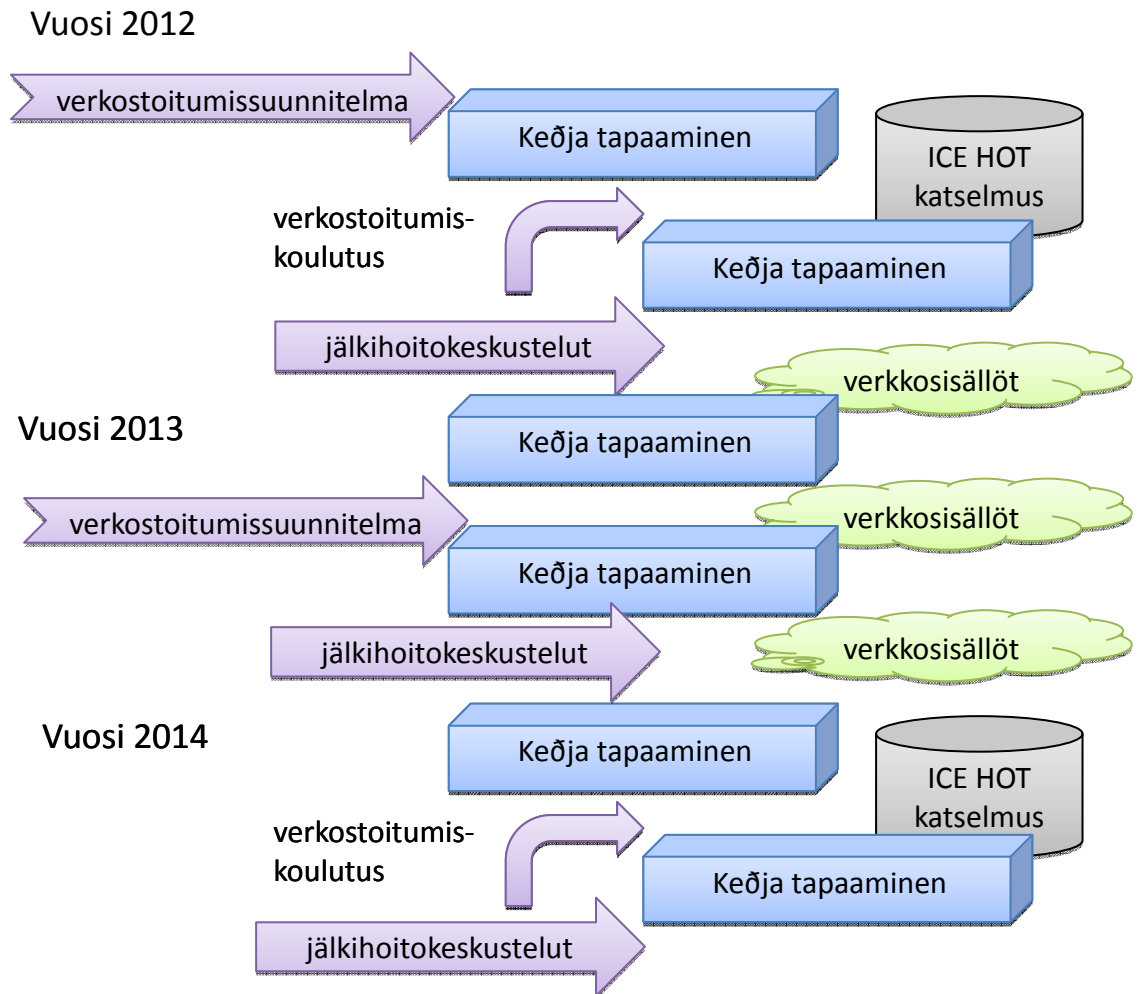 Vuosi 2012
verkostoitumissuunnitelma
Keðja tapaaminen
ICE HOT
katselmus
verkostoitumis-
koulutus
Keðja tapaaminen
jälkihoitokeskustelut
verkkosisällöt
Vuosi 2013
Keðja tapaaminen
verkostoitumissuunnitelma
verkkosisällöt
Keðja tapaaminen
jälkihoitokeskustelut
verkkosisällöt
Vuosi 2014
Keðja tapaaminen
ICE HOT
katselmus
verkostoitumis-
koulutus
Keðja tapaaminen
jälkihoitokeskustelut